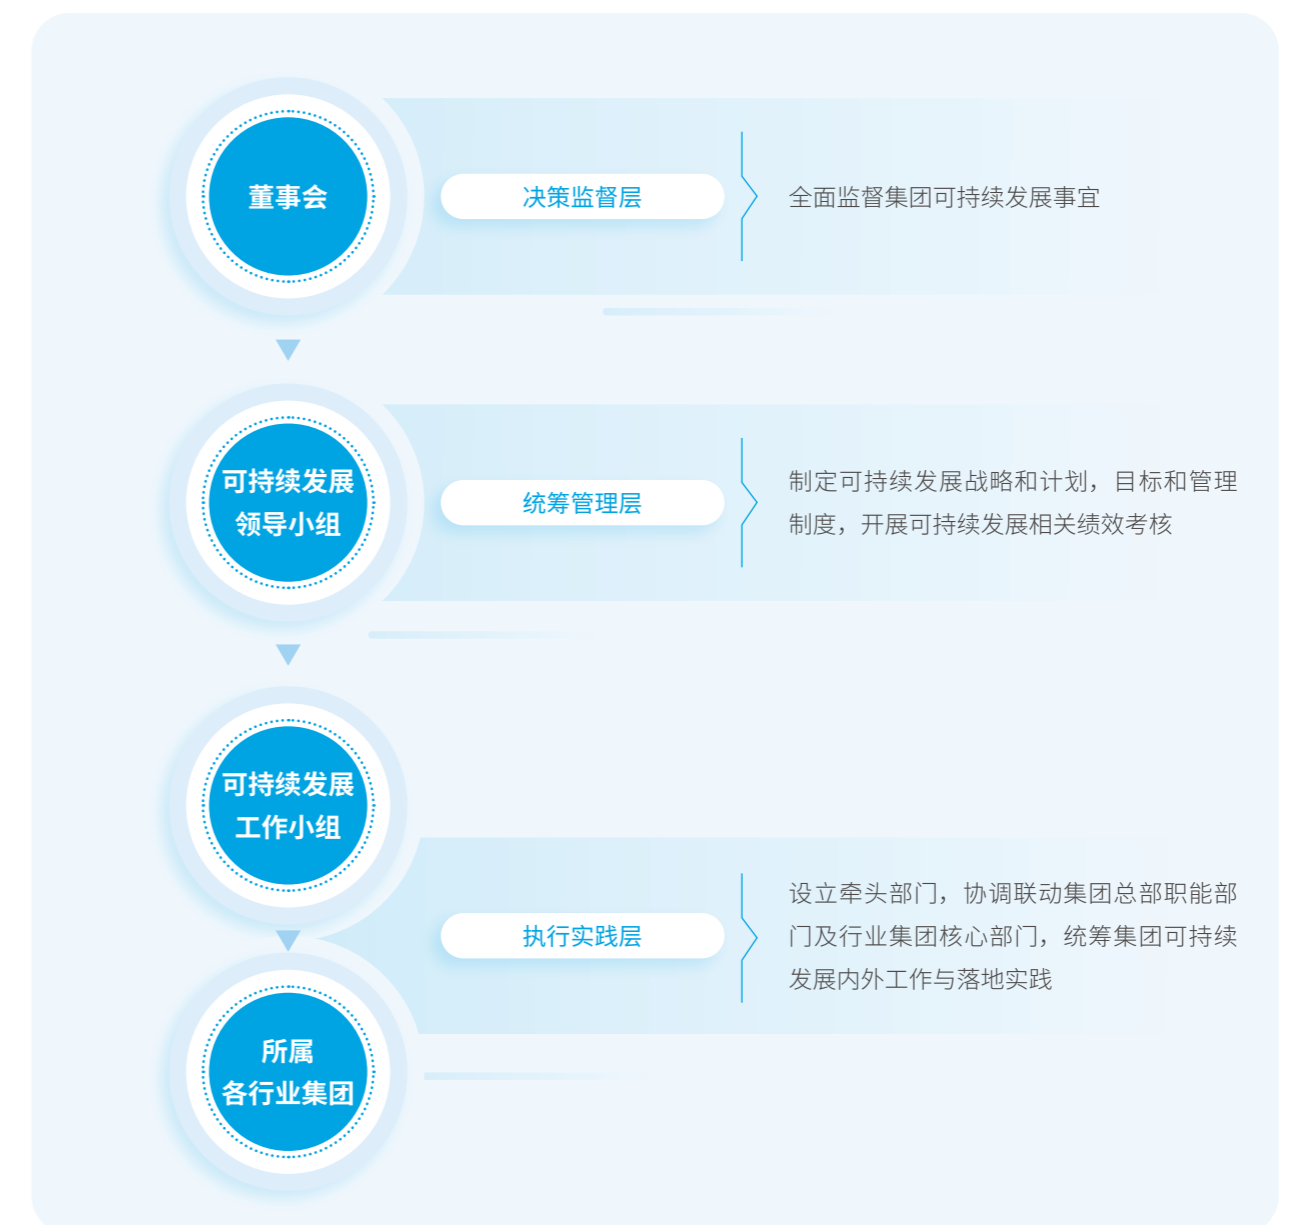 董事会
决策监督层
全面监督集团可持续发展事宜
可持续发展
领导小组
统筹管理层
制定可持续发展战略和计划，目标和管理
制度，开展可持续发展相关绩效考核
可持续发展
工作小组
执行实践层
设立牵头部门，协调联动集团总部职能部
门及行业集团核心部门，统筹集团可持续
发展内外工作与落地实践
所属
各行业集团